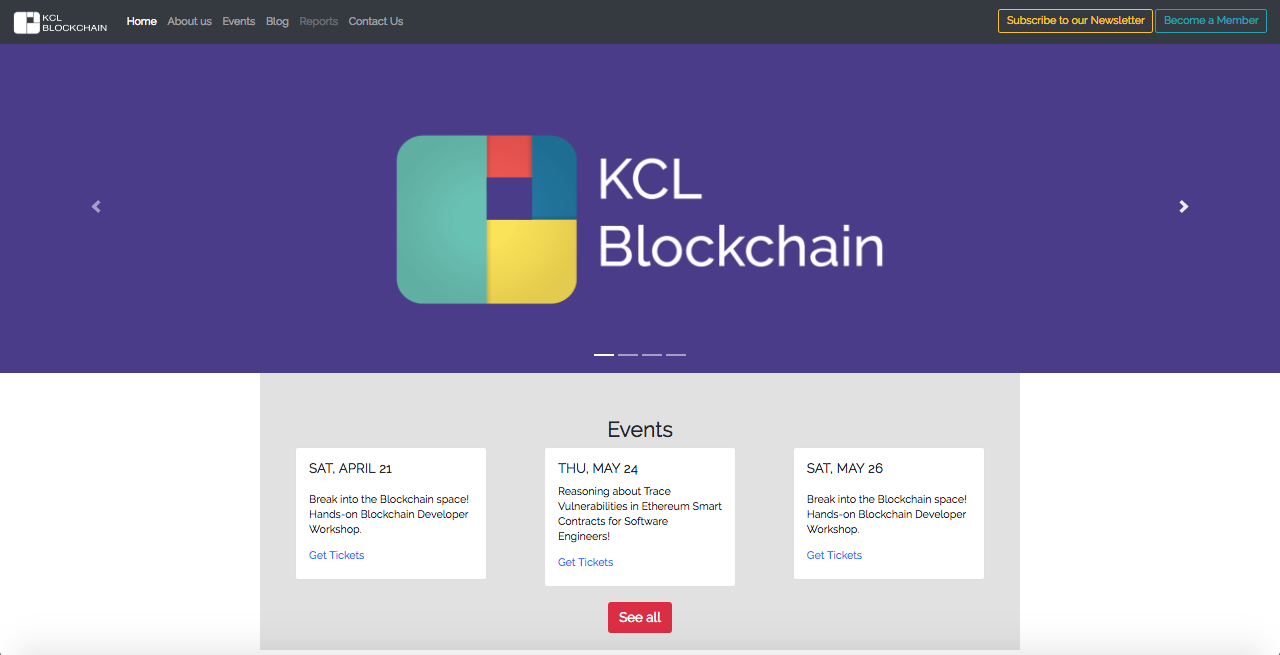 KCL
BLOCKCHAIN
Home About us Events Blog Reports Contact Us
Subscribe to our Newsletter Become a Member
KCL
Blockchain
Events
SAT, APRIL 21
Break into the Blockchain space!
Hands-on Blockchain Developer
Workshop.
Get Tickets
THU, MAY 24
Reasoning about Trace
Vulnerabilities in Ethereum Smart
Contracts for Software
Engineers!
Get Tickets
SAT, MAY 26
Break into the Blockchain space!
Hands-on Blockchain Developer
Workshop.
Get Tickets
See all